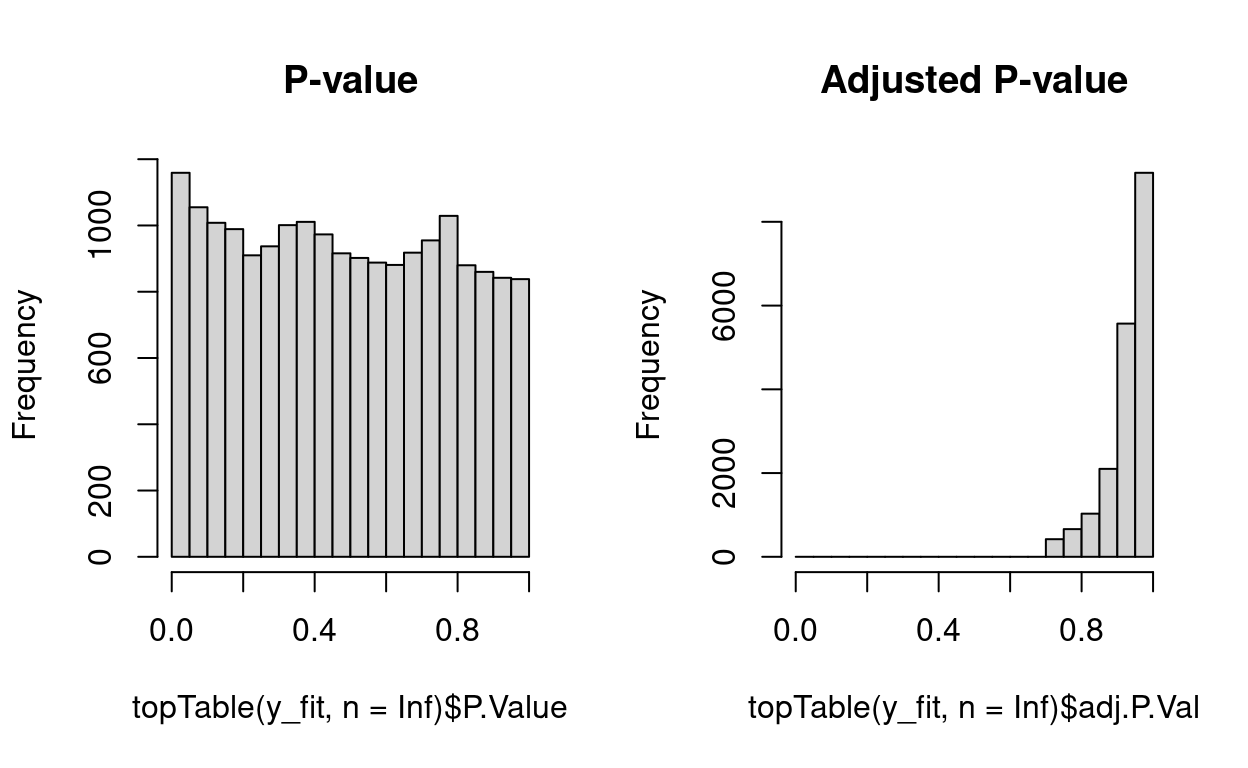 P-value
Frequency
0
200
600
1000
0.0
0.4
0.8
topTable(y_fit, n = Inf)$P.Value
Adjusted P-value
Frequency
0
2000
6000
0.0
0.4
0.8
topTable(y_fit, n = Inf)$adj.P.Val